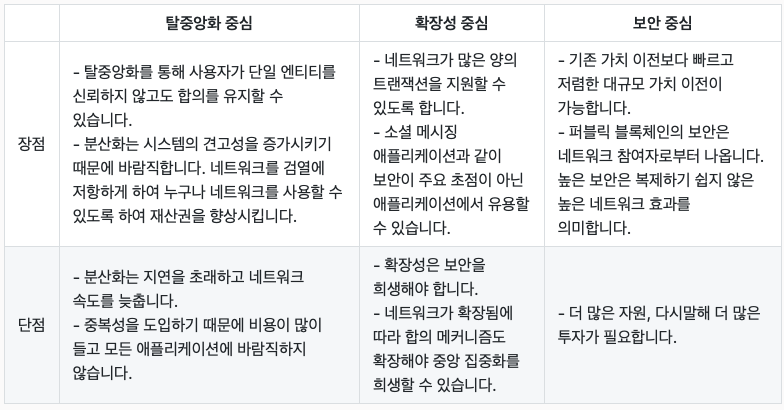 탈중앙화 중심
확장성 중심
보안 중심
장점
- 탈중앙화를 통해 사용자가 단일 엔티티를
신뢰하지 않고도 합의를 유지할 수
있습니다.
- 분산화는 시스템의 견고성을 증가시키기
때문에 바람직합니다. 네트워크를 검열에
저항하게 하여 누구나 네트워크를 사용할 수
있도록 하여 재산권을 향상시킵니다.
- 네트워크가 많은 양의
트랜잭션을 지원할 수
있도록 합니다.
- 소셜 메시징
애플리케이션과 같이
보안이 주요 초점이 아닌
애플리케이션에서 유용할
수 있습니다.
- 기존 가치 이전보다 빠르고
저렴한 대규모 가치 이전이
가능합니다.
- 퍼블릭 블록체인의 보안은
네트워크 참여자로부터 나옵니다.
높은 보안은 복제하기 쉽지 않은
높은 네트워크 효과를
의미합니다.
단점
- 분산화는 지연을 초래하고 네트워크
속도를 늦춥니다.
- 중복성을 도입하기 때문에 비용이 많이
들고 모든 애플리케이션에 바람직하지
않습니다.
- 확장성은 보안을
희생해야 합니다.
- 네트워크가 확장됨에
따라 합의 메커니즘도
확장해야 중앙 집중화를
희생할 수 있습니다.
- 더 많은 자원, 다시말해 더 많은
투자가 필요합니다.